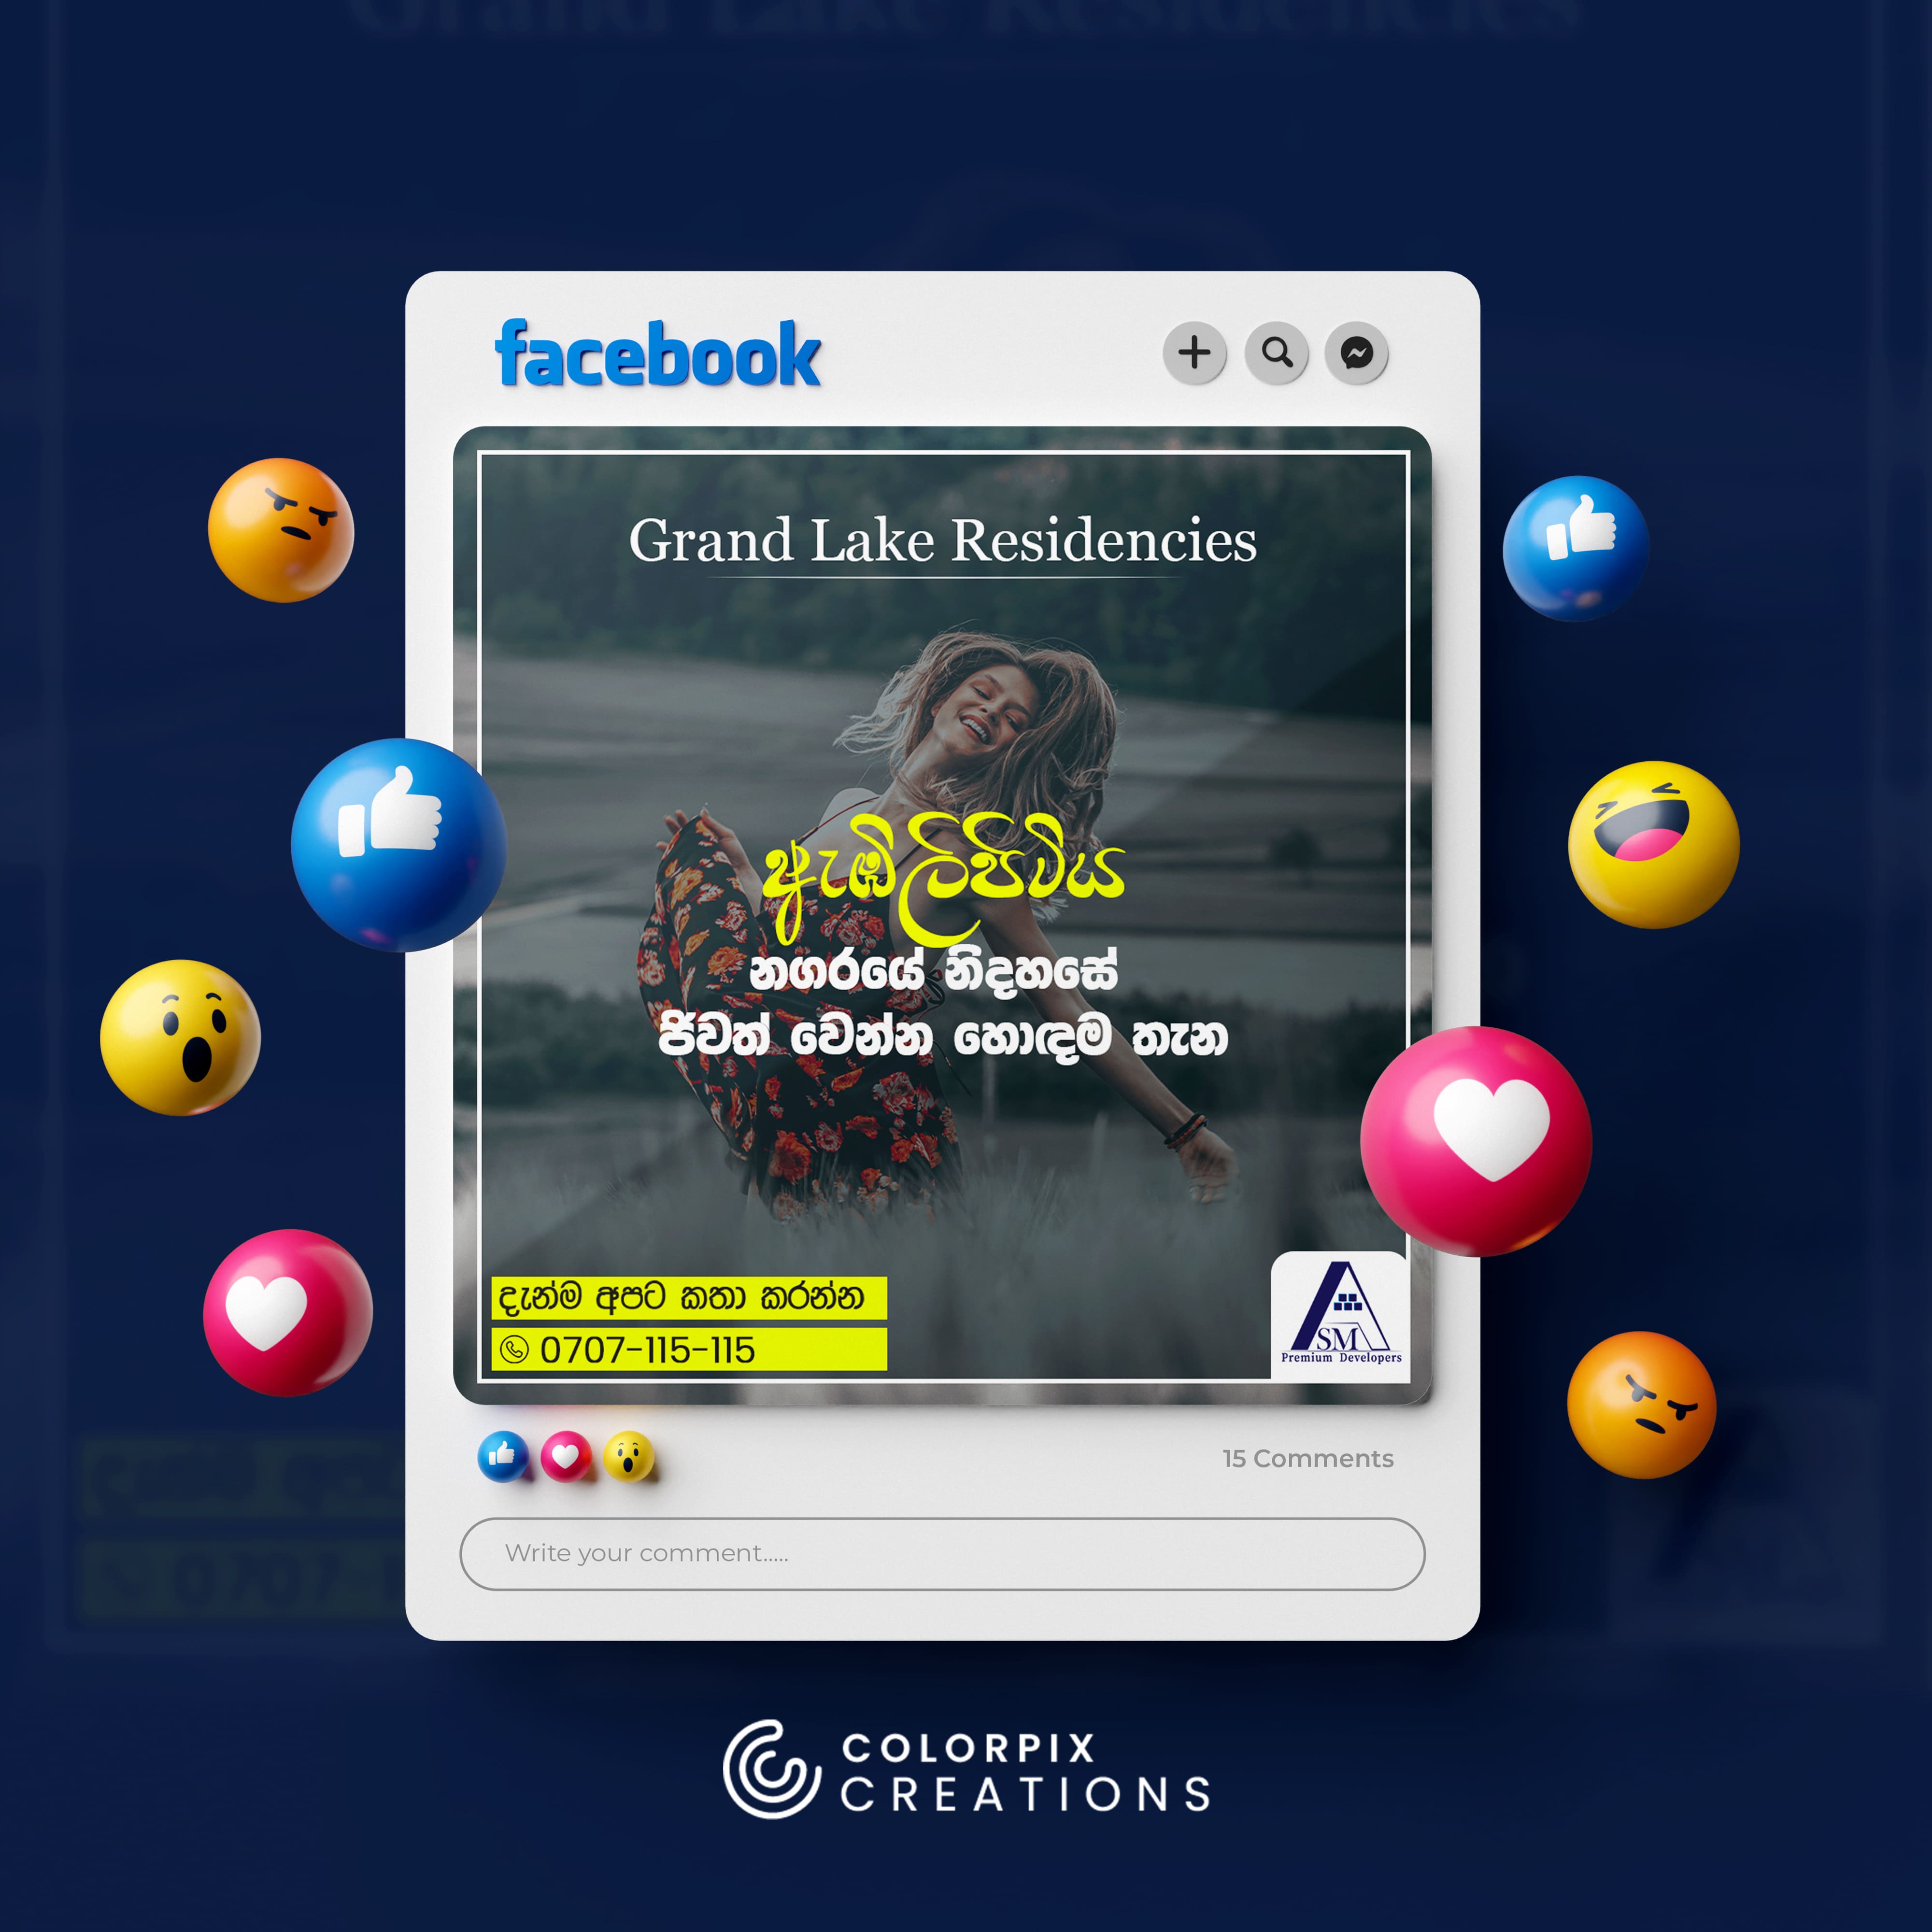 facebook
Grand Lake Residencies
ඇඹිලිපිටිය
නගරයේ නිදහසේ
ජීවත් වෙන්න හොඳම තැන
දැන්ම අපට කතා කරන්න
0707-115-115
ASM
Premium Developers
15 Comments
Write your comment.....
COLORPIX
CREATIONS